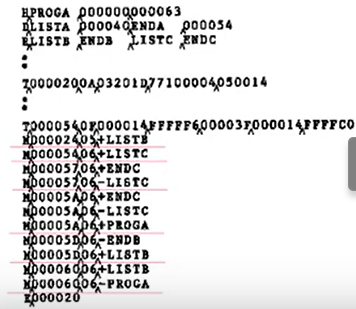 HPROGA 000000000063
DLISTA 000040ENDA 000054
RLISTB ENDB LISTC ENDC
:
T0000200A03201D77100004050014
:
T0000540F000014FFFFF600003F000014FFFFC0
M00002405+LISTB
M00005406+LISTC
M00005706+ENDC
M00005706-LISTC
M00005A06+ENDC
M00005A06-LISTC
M00005A06+PROGA
M00005D06-ENDB
M00005D06+LISTB
M00006006+LISTB
M00006006-PROGA
E000020